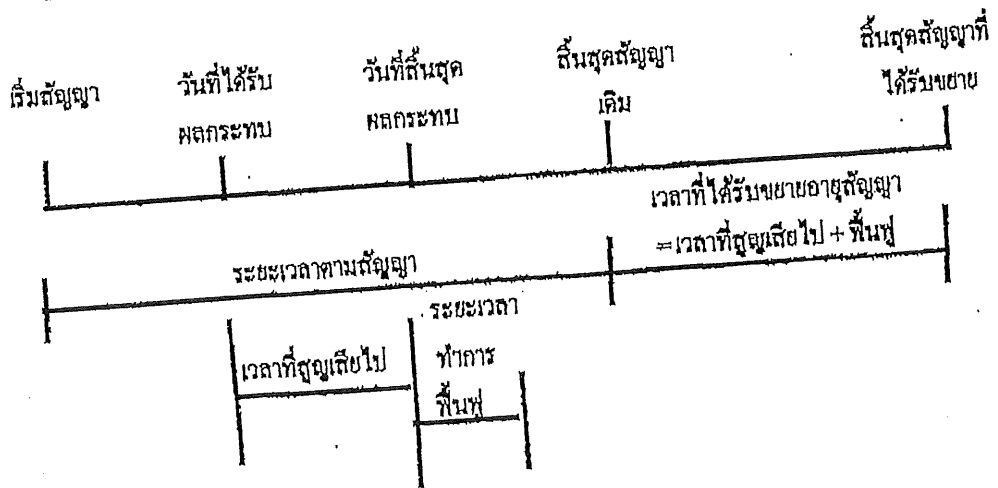 เริ่มสัญญา
วันที่ได้รับ
ผลกระทบ
วันที่สิ้นสุด
ผลกระทบ
สิ้นสุดสัญญา
เดิม
สิ้นสุดสัญญาที่
ได้รับขยาย
เวลาที่ได้รับขยายอายุสัญญา
=เวลาที่สูญเสียไป + ฟื้นฟู
ระยะเวลาตามสัญญา
เวลาที่สูญเสียไป
ระยะเวลา
ทำการ
ฟื้นฟู